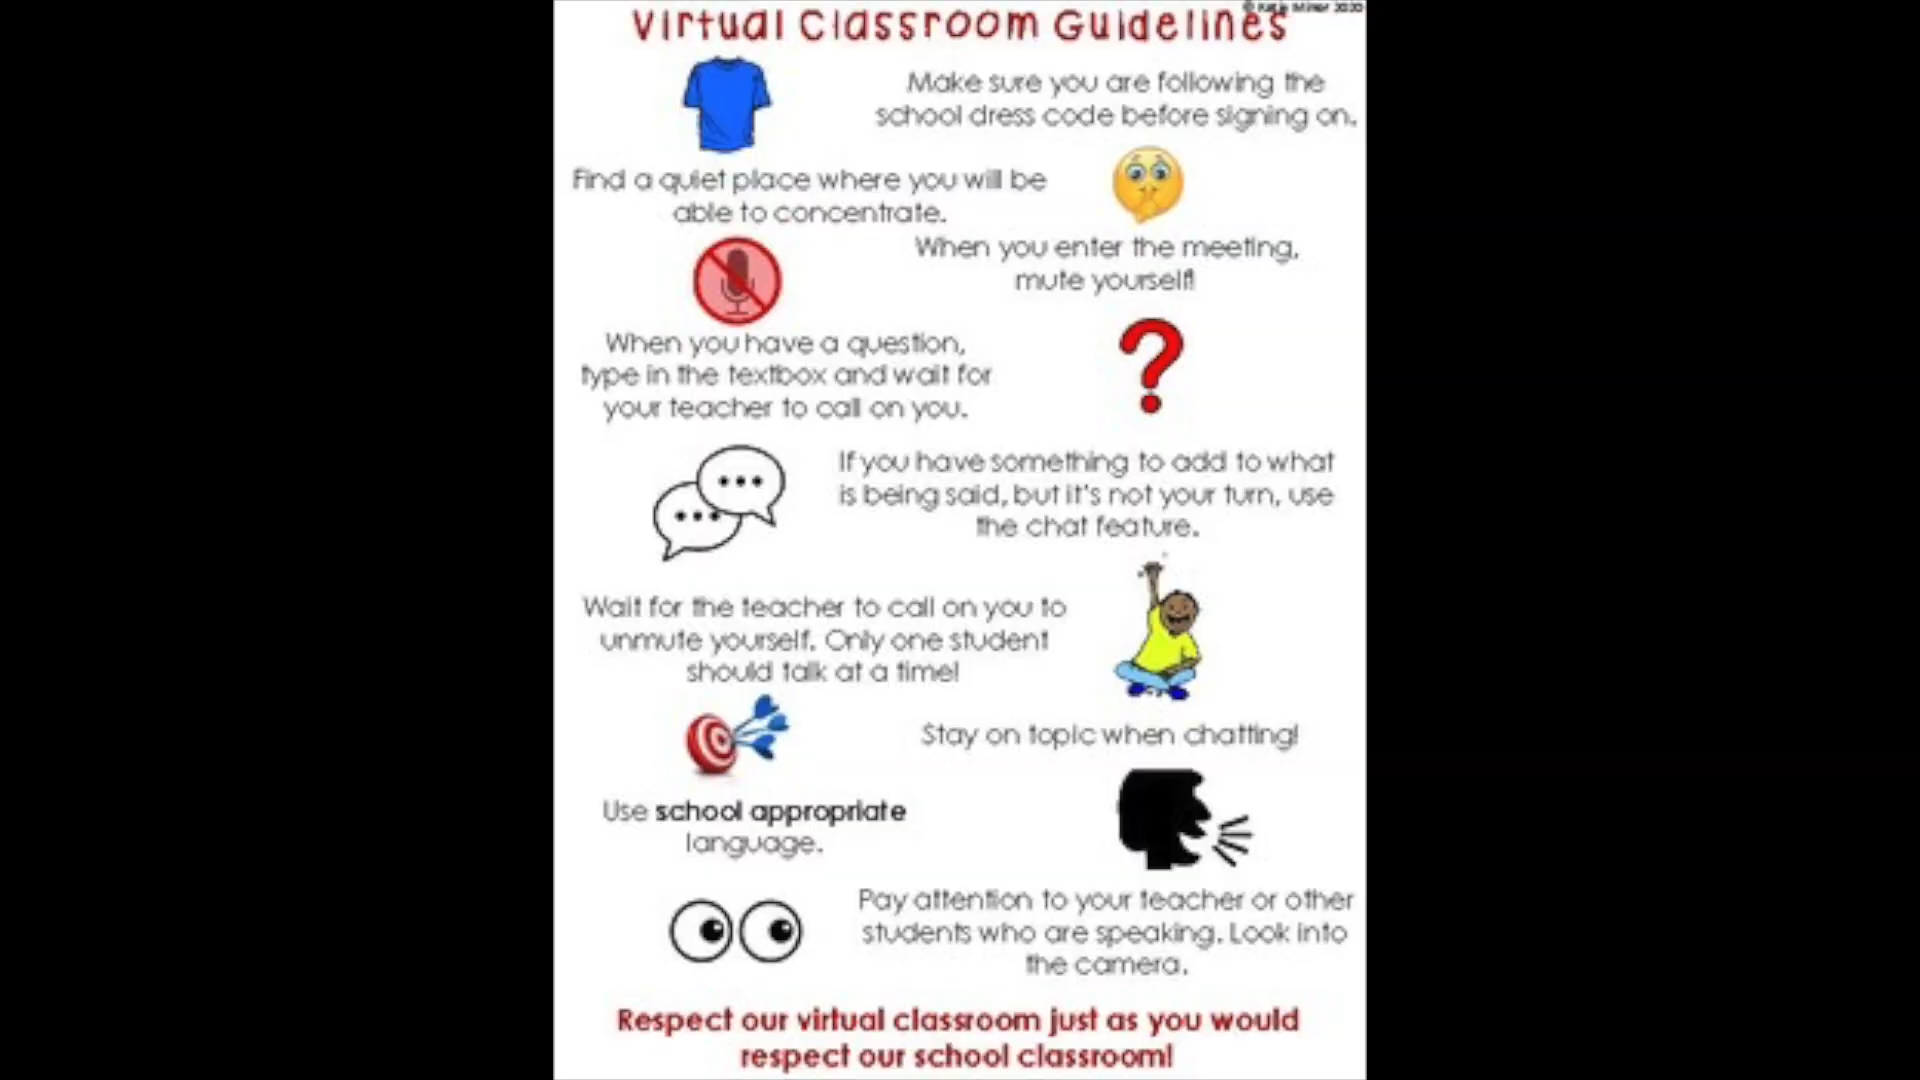 © Katie Minor 2020
Virtual Classroom Guidelines
Make sure you are following the
school dress code before signing on.
Find a quiet place where you will be
able to concentrate.
When you enter the meeting,
mute yourself!
When you have a question,
type in the textbox and wait for
your teacher to call on you.
If you have something to add to what
is being said, but it's not your turn, use
the chat feature.
Wait for the teacher to call on you to
unmute yourself. Only one student
should talk at a time!
Stay on topic when chatting!
Use school appropriate
language.
Pay attention to your teacher or other
students who are speaking. Look into
the camera.
Respect our virtual classroom just as you would
respect our school classroom!